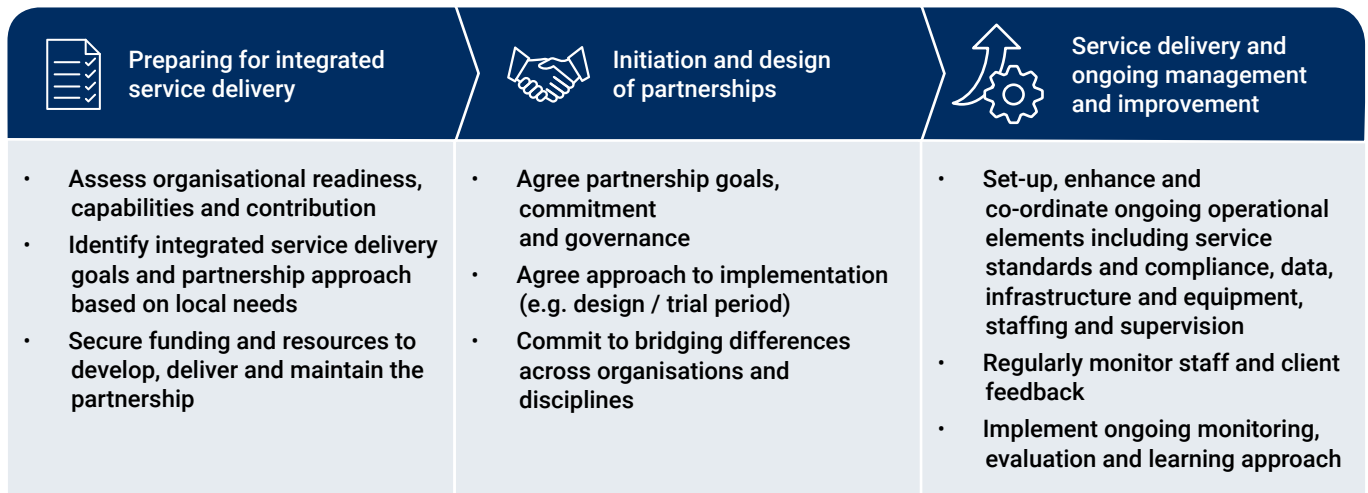 Preparing for integrated
service delivery
Initiation and design
of partnerships
Service delivery and
ongoing management
and improvement
• Assess organisational readiness,
capabilities and contribution
• Identify integrated service delivery
goals and partnership approach
based on local needs
• Secure funding and resources to
develop, deliver and maintain the
partnership
• Agree partnership goals,
commitment
and governance
• Agree approach to implementation
(e.g. design / trial period)
• Commit to bridging differences
across organisations and
disciplines
• Set-up, enhance and
co-ordinate ongoing operational
elements including service
standards and compliance, data,
infrastructure and equipment,
staffing and supervision
• Regularly monitor staff and client
feedback
• Implement ongoing monitoring,
evaluation and learning approach